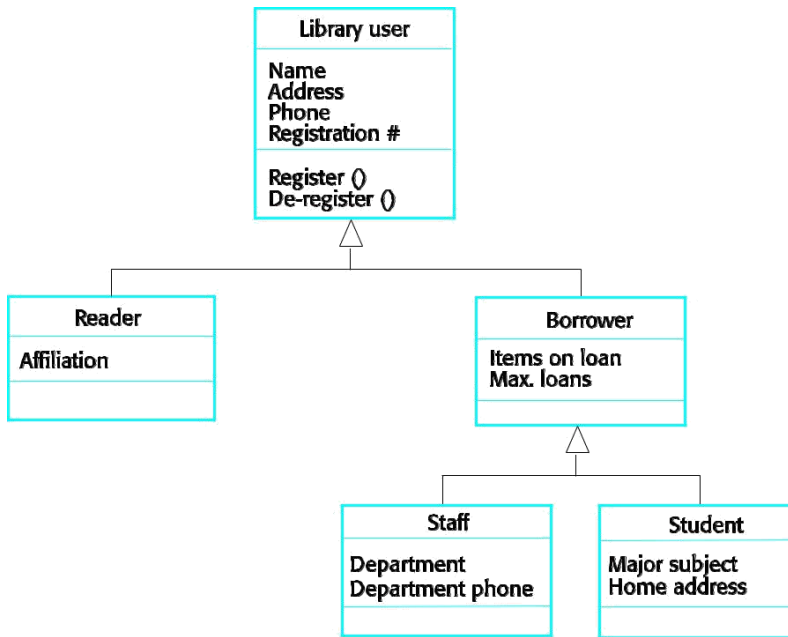 Library user
Name
Address
Phone
Registration #
Register ()
De-register ()
Reader
Affiliation
Borrower
Items on loan
Max. loans
Staff
Department
Department phone
Student
Major subject
Home address